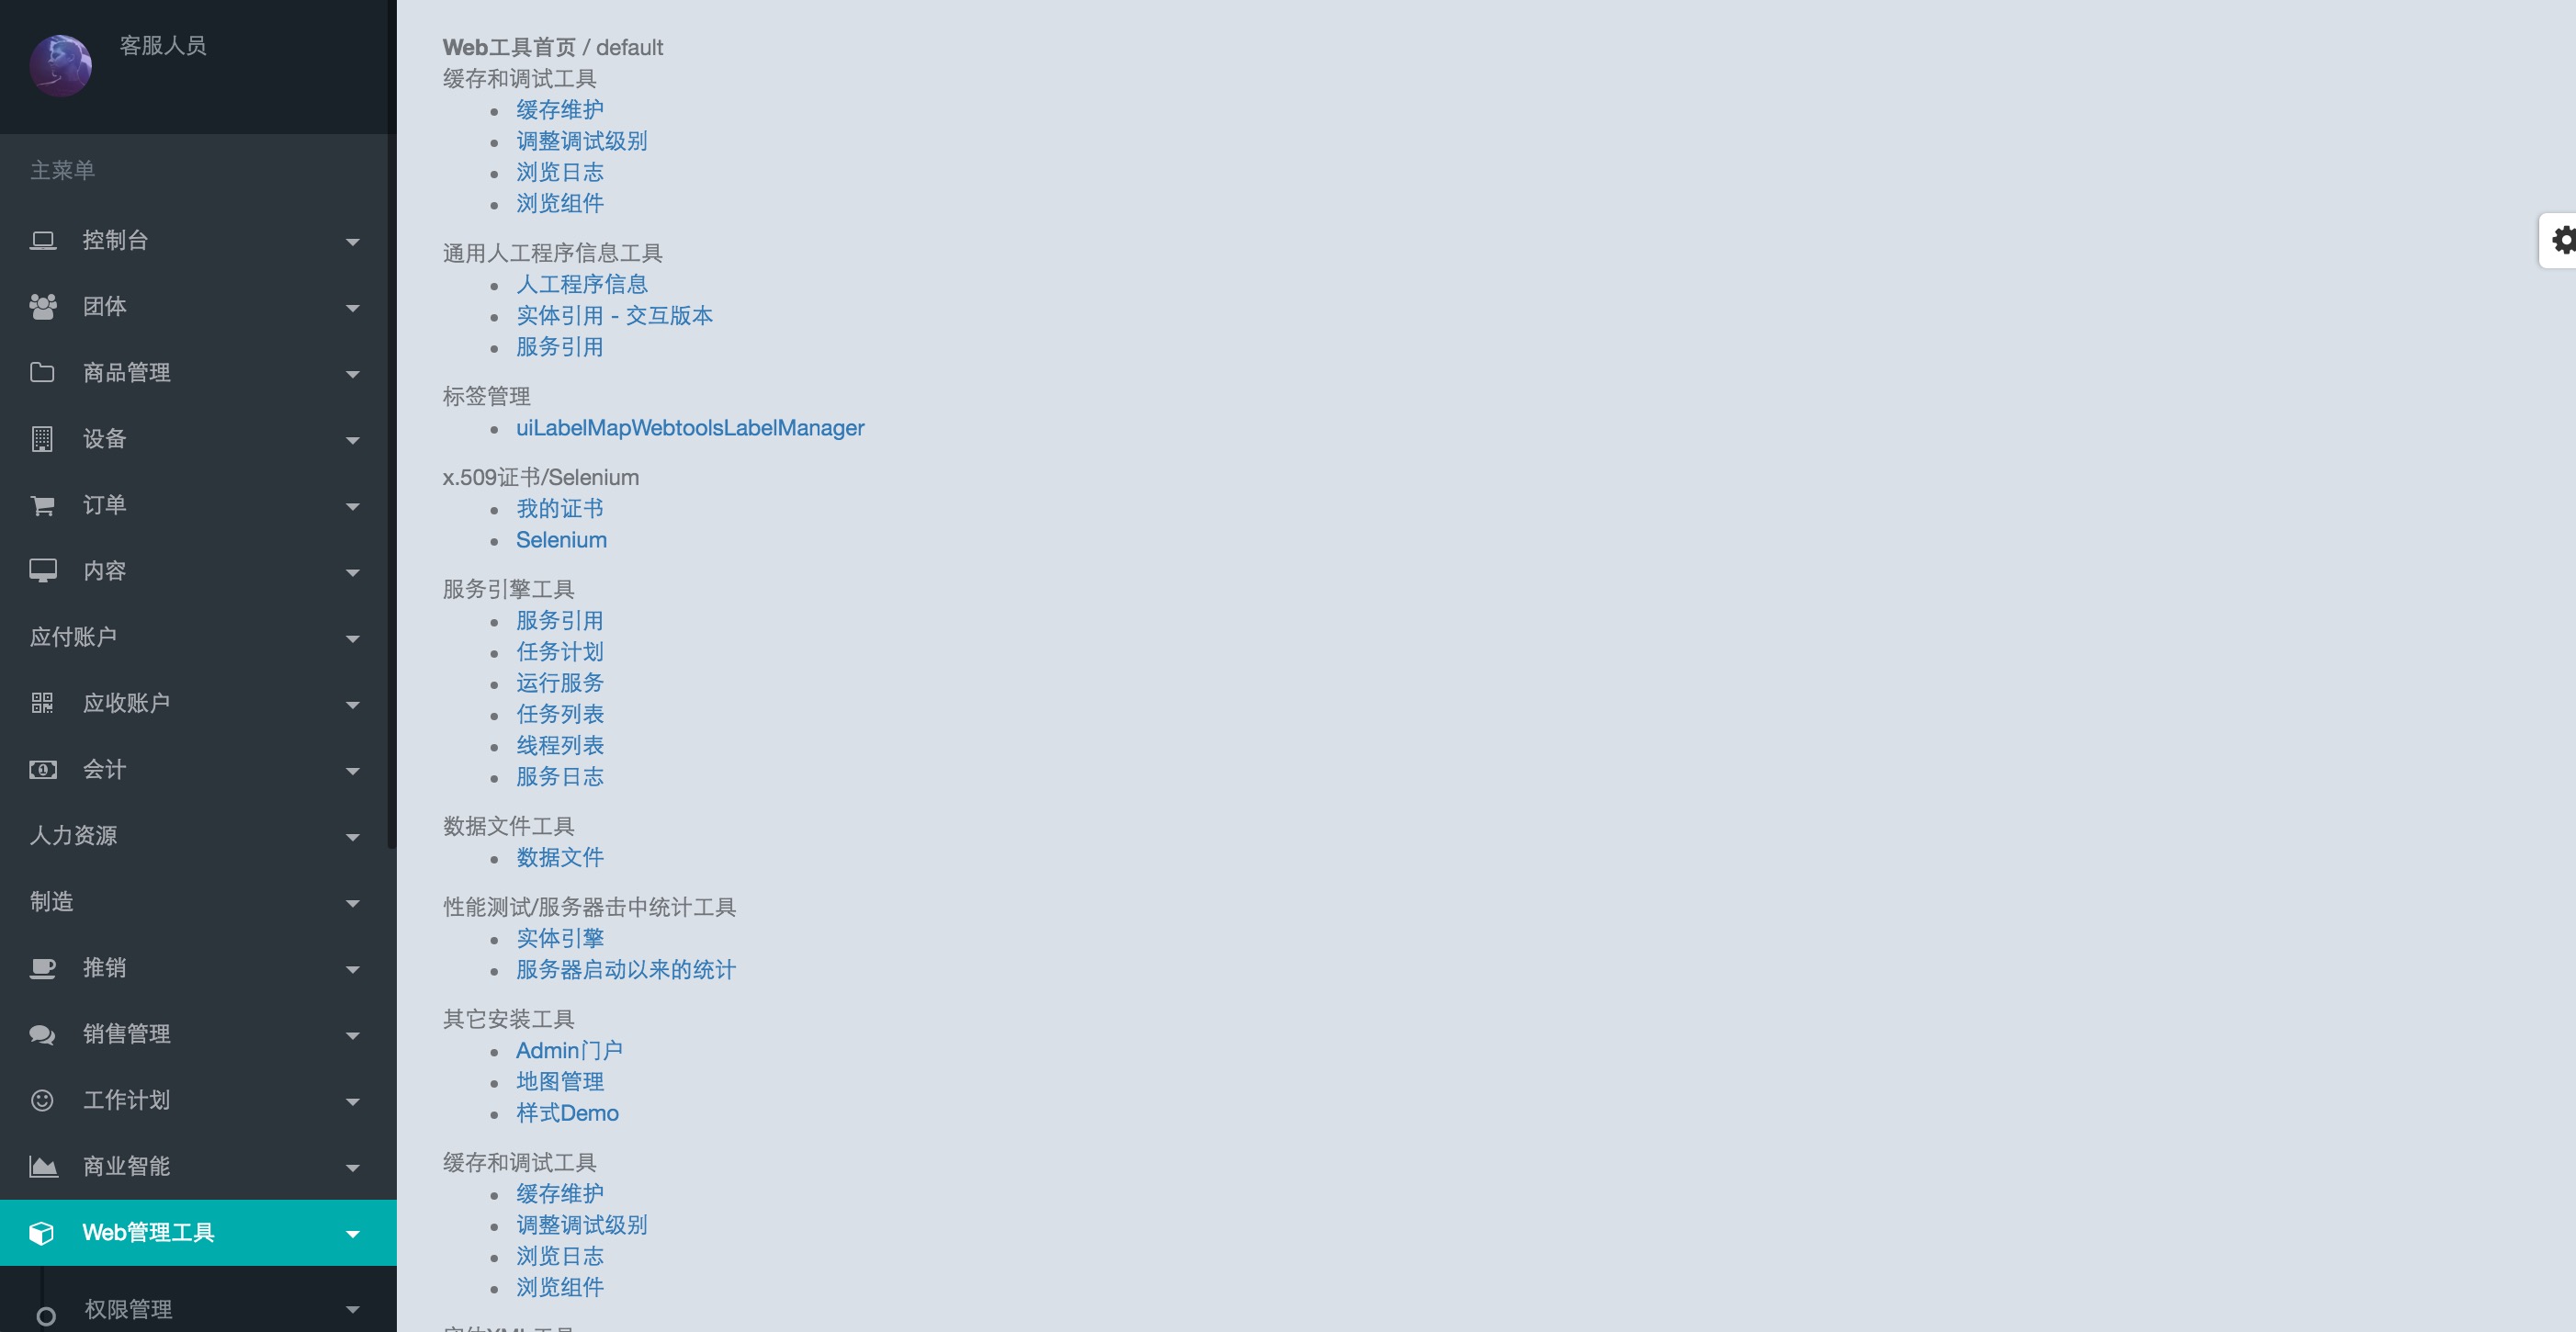 客服人员
主菜单
控制台
团体
商品管理
设备
订单
内容
应付账户
应收账户
会计
人力资源
制造
推销
销售管理
工作计划
商业智能
Web管理工具
权限管理
Web工具首页 / default
缓存和调试工具
缓存维护
调整调试级别
浏览日志
浏览组件
通用人工程序信息工具
人工程序信息
实体引用 - 交互版本
服务引用
标签管理
uiLabelMapWebtoolsLabelManager
x.509证书/Selenium
我的证书
Selenium
服务引擎工具
服务引用
任务计划
运行服务
任务列表
线程列表
服务日志
数据文件工具
数据文件
性能测试/服务器击中统计工具
实体引擎
服务器启动以来的统计
其它安装工具
Admin门户
地图管理
样式Demo
缓存和调试工具
缓存维护
调整调试级别
浏览日志
浏览组件